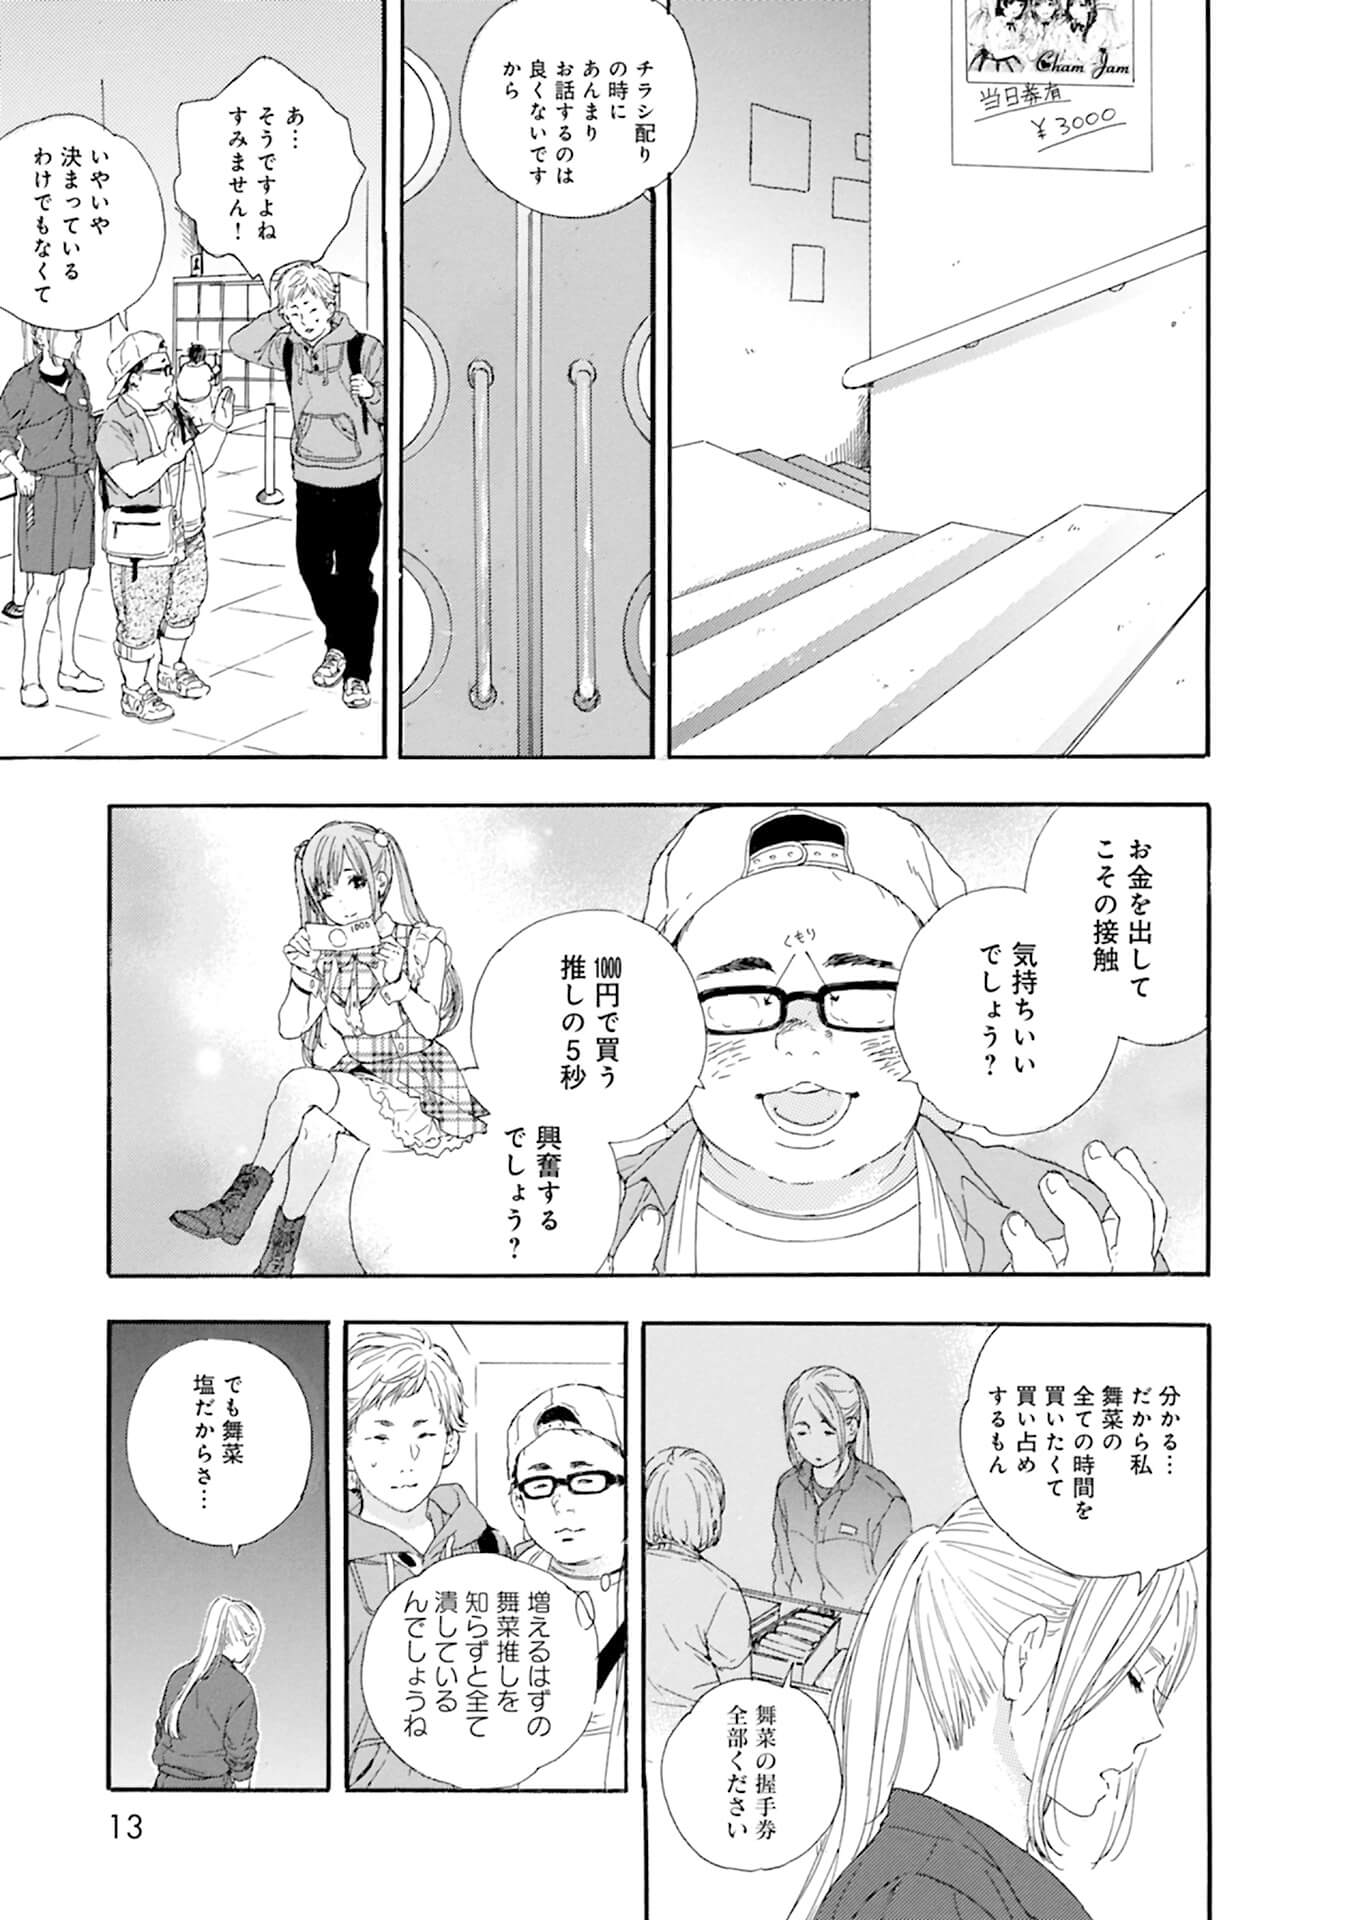 Cham Jam
当日券有
¥3000
チラシ配り
の時に
あんまり
お話するのは
良くないです
から
あ…
そうですよね
すみません！
いやいや
決まっている
わけでもなくて
お金を出して
こその接触
気持ちいい
でしょう？
くもり
1000円で買う
推しの5秒
興奮する
でしょう？
1000
分かる…
だから私
舞菜の
全ての時間を
買いたくて
買い占め
するもん
舞菜の握手券
全部ください
増えるはずの
舞菜推しを
知らずと全て
潰している
んでしょうね
でも舞菜
塩だからさ…
13